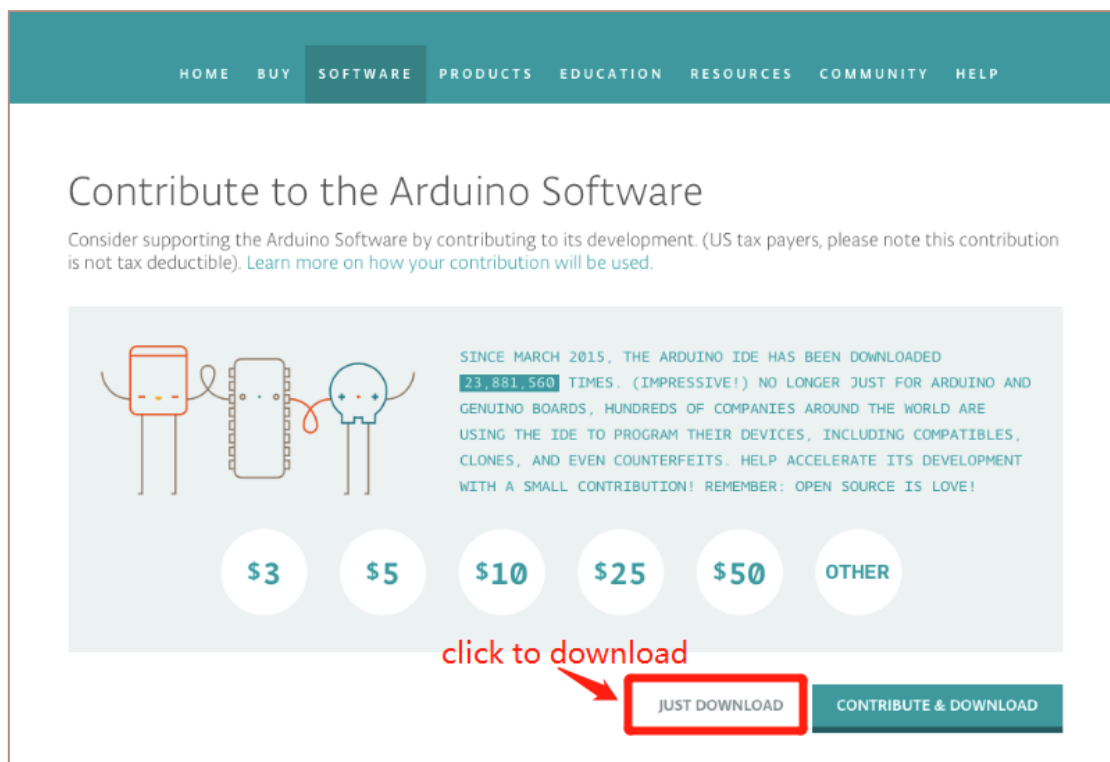 HOME BUY SOFTWARE PRODUCTS EDUCATION RESOURCES COMMUNITY HELP
Contribute to the Arduino Software
Consider supporting the Arduino Software by contributing to its development. (US tax payers, please note this contribution
is not tax deductible). Learn more on how your contribution will be used.
SINCE MARCH 2015, THE ARDUINO IDE HAS BEEN DOWNLOADED
23,881,560 TIMES. (IMPRESSIVE!) NO LONGER JUST FOR ARDUINO AND
GENUINO BOARDS, HUNDREDS OF COMPANIES AROUND THE WORLD ARE
USING THE IDE TO PROGRAM THEIR DEVICES, INCLUDING COMPATIBLES,
CLONES, AND EVEN COUNTERFEITS. HELP ACCELERATE ITS DEVELOPMENT
WITH A SMALL CONTRIBUTION! REMEMBER: OPEN SOURCE IS LOVE!
$3 $5 $10 $25 $50 OTHER
click to download
JUST DOWNLOAD CONTRIBUTE & DOWNLOAD